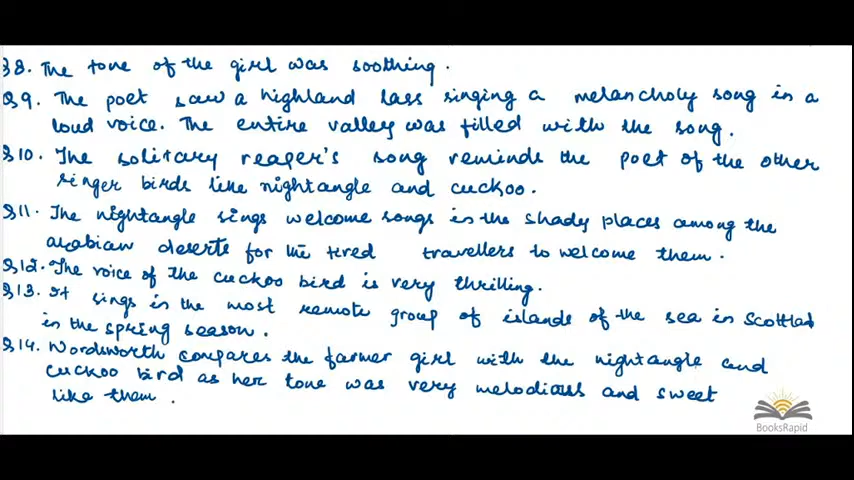 Q8. The tone of the girl was soothing.
Q9. The poet saw a highland lass singing a melancholy song in a
loud voice. The entire valley was filled with the song.
Q10. The solitary reaper's song reminds the poet of the other
singer birds like nightangle and cuckoo.
Q11. The nightangle sings welcome songs in the shady places among the
arabian deserts for the tired travellers to welcome them.
Q12. The voice of the cuckoo bird is very thrilling.
Q13. It sings in the most remote group of islands of the sea in Scottlad
in the spring season.
Q14. Wordsworth compares the farmer girl with the nightangle and
cuckoo bird as her tone was very melodiass and sweet
like them.
BooksRapid